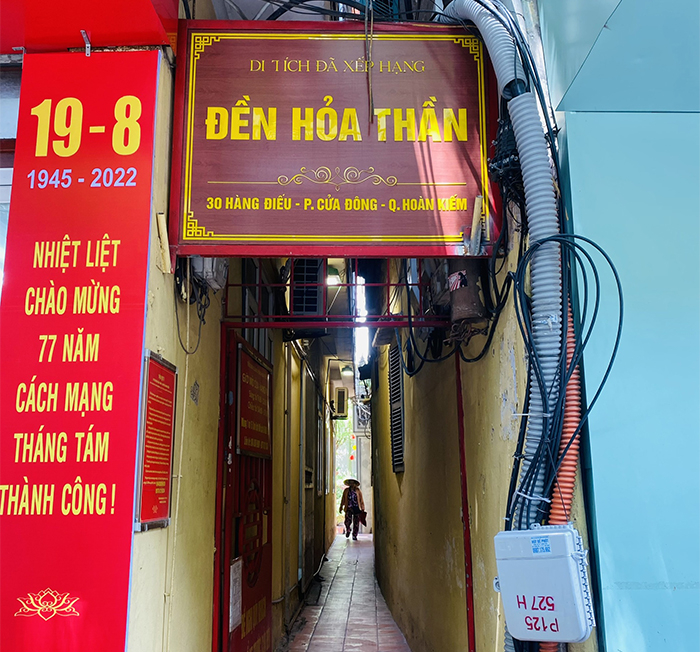 19-8
1945 - 2022
NHIỆT LIỆT
CHÀO MỪNG
77 NĂM
CÁCH MẠNG
THÁNG TÁM
THÀNH CÔNG!
DI TÍCH ĐÃ XẾP HẠNG
ĐỀN HỎA THẦN
30 HÀNG ĐIẾU - P. CỬA ĐÔNG - Q. HOÀN KIẾM
P125
527 H